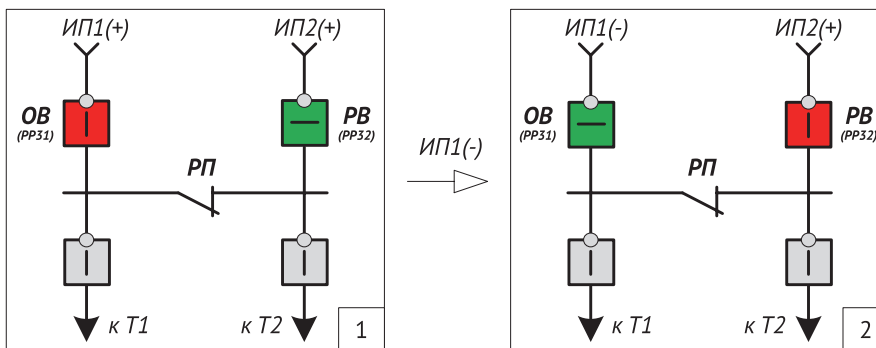 ИП1(+) ИП2(+)
ОВ
(РР31)
РВ
(РР32)
РП
к Т1 к Т2 1
ИП1(-)
ИП1(-) ИП2(+)
ОВ
(РР31)
РВ
(РР32)
РП
к Т1 к Т2 2